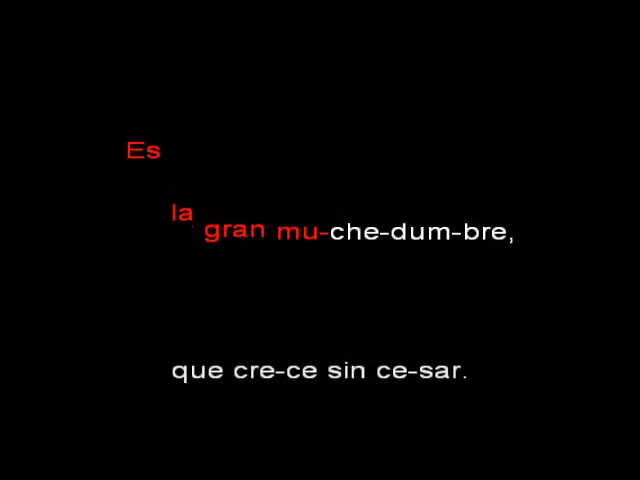 Es
la gran mu-che-dum-bre,
que cre-ce sin ce-sar.